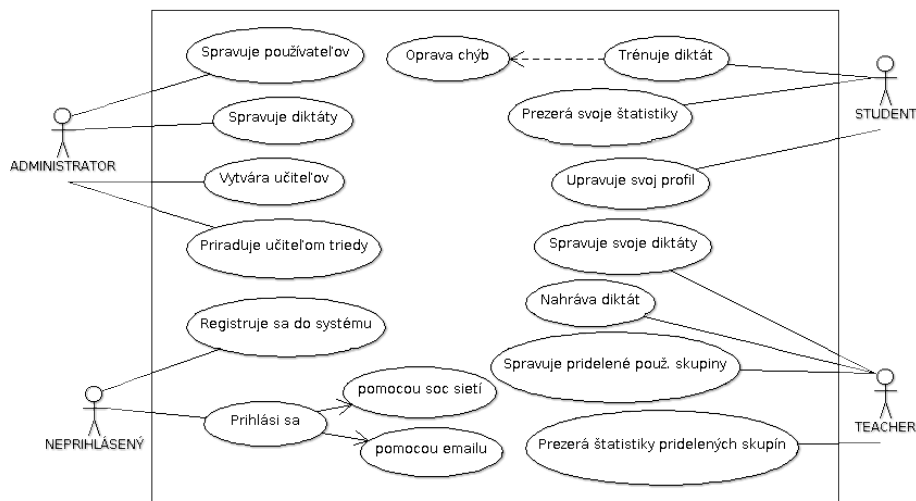 Spravuje používateľov
Oprava chýb
Trénuje diktát
Spravuje diktáty
Prezerá svoje štatistiky
STUDENT
ADMINISTRATOR
Vytvára učiteľov
Upravuje svoj profil
Priraďuje učiteľom triedy
Spravuje svoje diktáty
Nahráva diktát
Registruje sa do systému
Spravuje pridelené použ. skupiny
pomocou soc sietí
Prihlási sa
NEPRIHLÁSENÝ
TEACHER
Prezerá štatistiky pridelených skupín
pomocou emailu